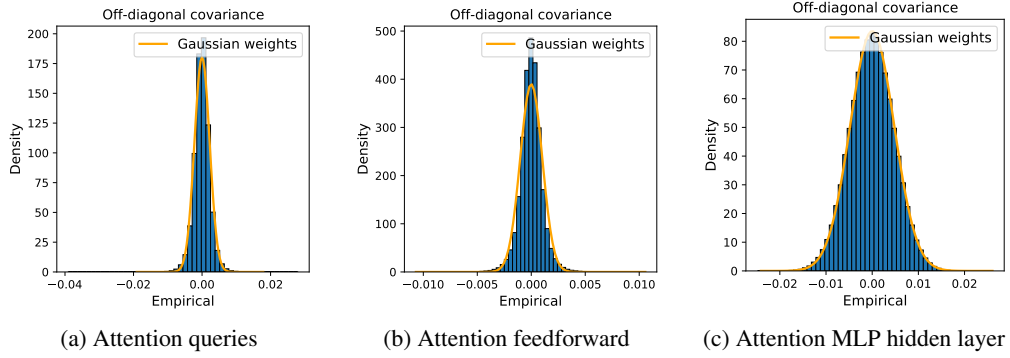 Off-diagonal covariance
Gaussian weights
Density
200
175
150
125
100
75
50
25
0
−0.04
−0.02
0.00
0.02
Empirical
(a) Attention queries
Off-diagonal covariance
Gaussian weights
Density
500
400
300
200
100
0
−0.010
−0.005
0.000
0.005
0.010
Empirical
(b) Attention feedforward
Off-diagonal covariance
Gaussian weights
Density
80
70
60
50
40
30
20
10
0
−0.02
−0.01
0.00
0.01
0.02
Empirical
(c) Attention MLP hidden layer